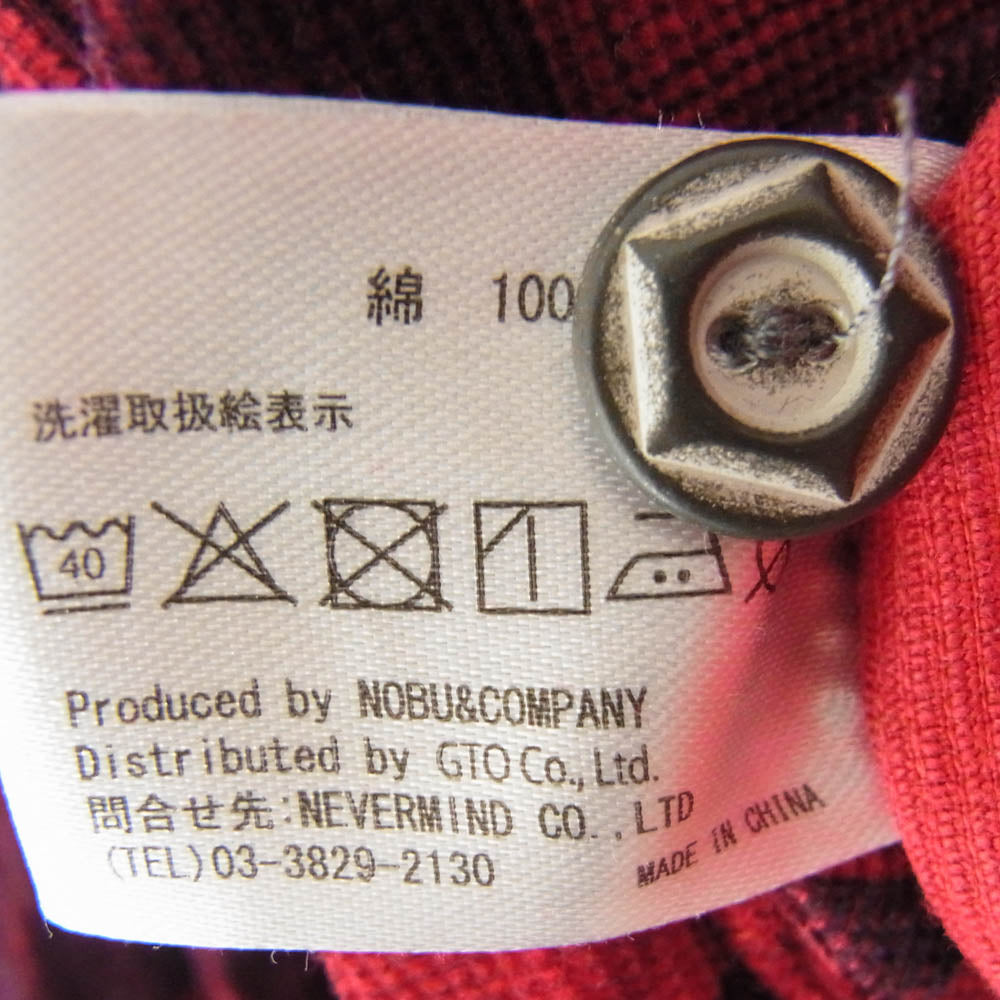 綿 100
洗濯取扱絵表示
40
Produced by NOBU&COMPANY
Distributed by GTO Co., Ltd.
問合せ先:NEVERMIND CO.,LTD
(TEL)03-3829-2130
MADE IN CHINA